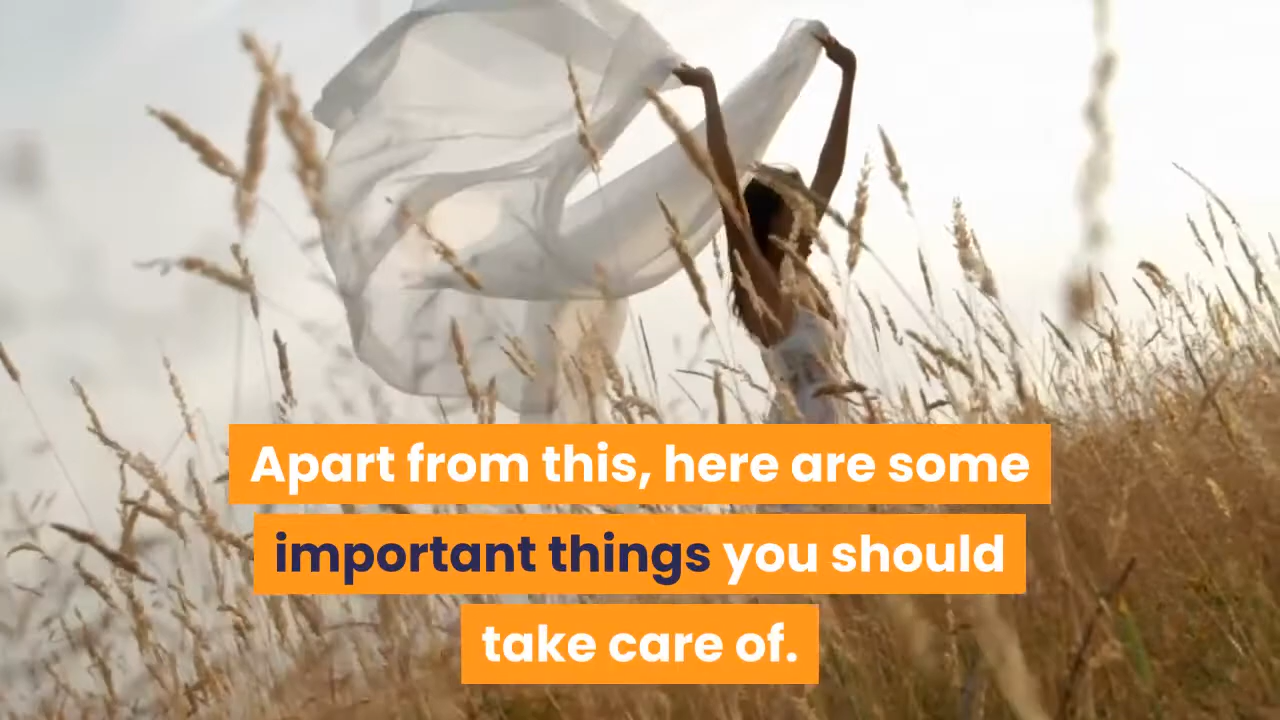 Apart from this, here are some
important things you should
take care of.